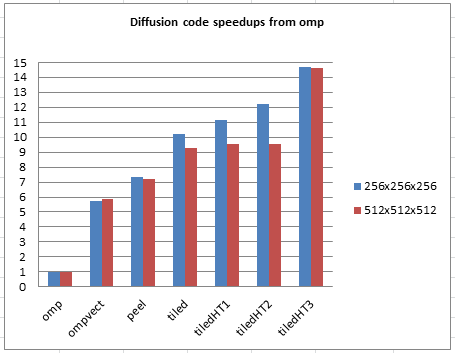 Diffusion code speedups from omp
15
14
13
12
11
10
9
8
7
6
5
4
3
2
1
0
omp
ompvect
peel
tiled
tiledHT1
tiledHT2
tiledHT3
256x256x256
512x512x512